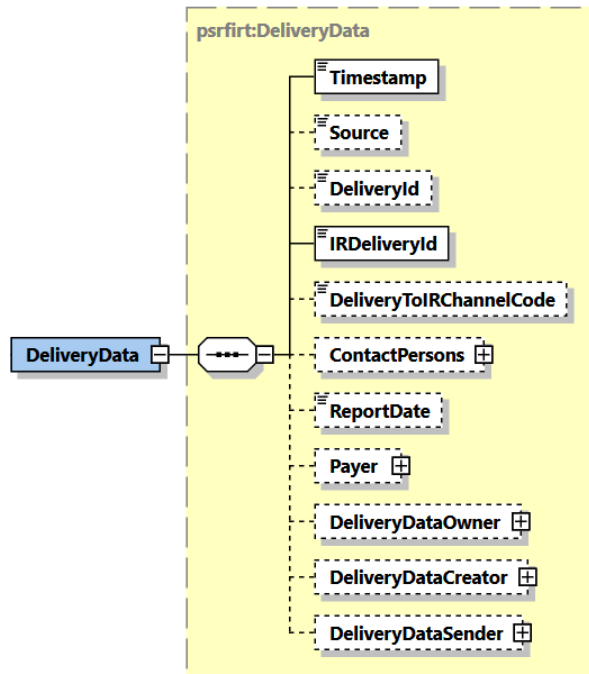 psrfirt:DeliveryData
Timestamp
Source
DeliveryId
IRDeliveryId
DeliveryToIRChannelCode
DeliveryData
ContactPersons
ReportDate
Payer
DeliveryDataOwner
DeliveryDataCreator
DeliveryDataSender